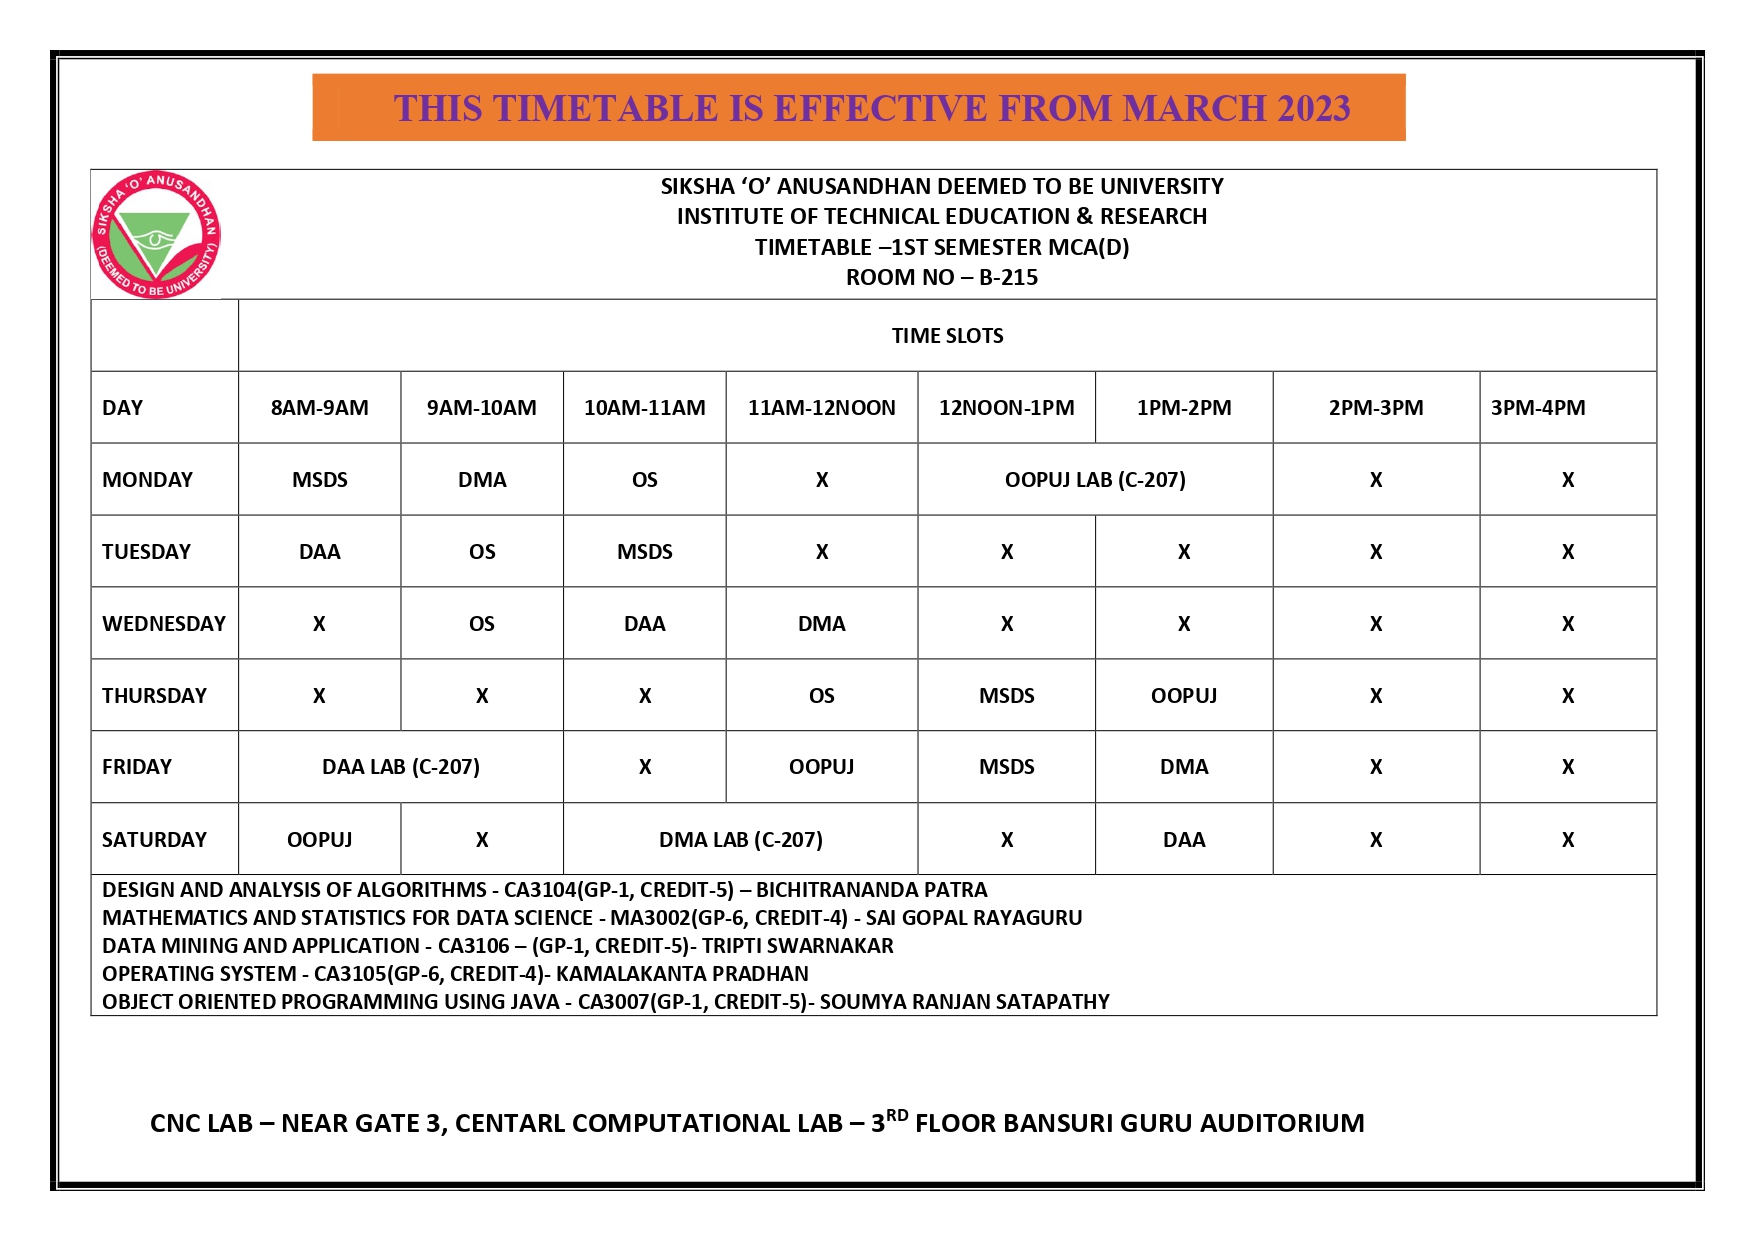 THIS TIMETABLE IS EFFECTIVE FROM MARCH 2023
SIKSHA 'O' ANUSANDHAN
(DEEMED TO BE UNIVERSITY)
SIKSHA ‘O’ ANUSANDHAN DEEMED TO BE UNIVERSITY
INSTITUTE OF TECHNICAL EDUCATION & RESEARCH
TIMETABLE –1ST SEMESTER MCA(D)
ROOM NO – B-215
TIME SLOTS
DAY 8AM-9AM 9AM-10AM 10AM-11AM 11AM-12NOON 12NOON-1PM 1PM-2PM 2PM-3PM 3PM-4PM
MONDAY MSDS DMA OS X OOPUJ LAB (C-207) X X
TUESDAY DAA OS MSDS X X X X X
WEDNESDAY X OS DAA DMA X X X X
THURSDAY X X X OS MSDS OOPUJ X X
FRIDAY DAA LAB (C-207) X OOPUJ MSDS DMA X X
SATURDAY OOPUJ X DMA LAB (C-207) X DAA X X
DESIGN AND ANALYSIS OF ALGORITHMS - CA3104(GP-1, CREDIT-5) – BICHITRANANDA PATRA
MATHEMATICS AND STATISTICS FOR DATA SCIENCE - MA3002(GP-6, CREDIT-4) - SAI GOPAL RAYAGURU
DATA MINING AND APPLICATION - CA3106 – (GP-1, CREDIT-5)- TRIPTI SWARNAKAR
OPERATING SYSTEM - CA3105(GP-6, CREDIT-4)- KAMALAKANTA PRADHAN
OBJECT ORIENTED PROGRAMMING USING JAVA - CA3007(GP-1, CREDIT-5)- SOUMYA RANJAN SATAPATHY
CNC LAB – NEAR GATE 3, CENTARL COMPUTATIONAL LAB – 3RD FLOOR BANSURI GURU AUDITORIUM